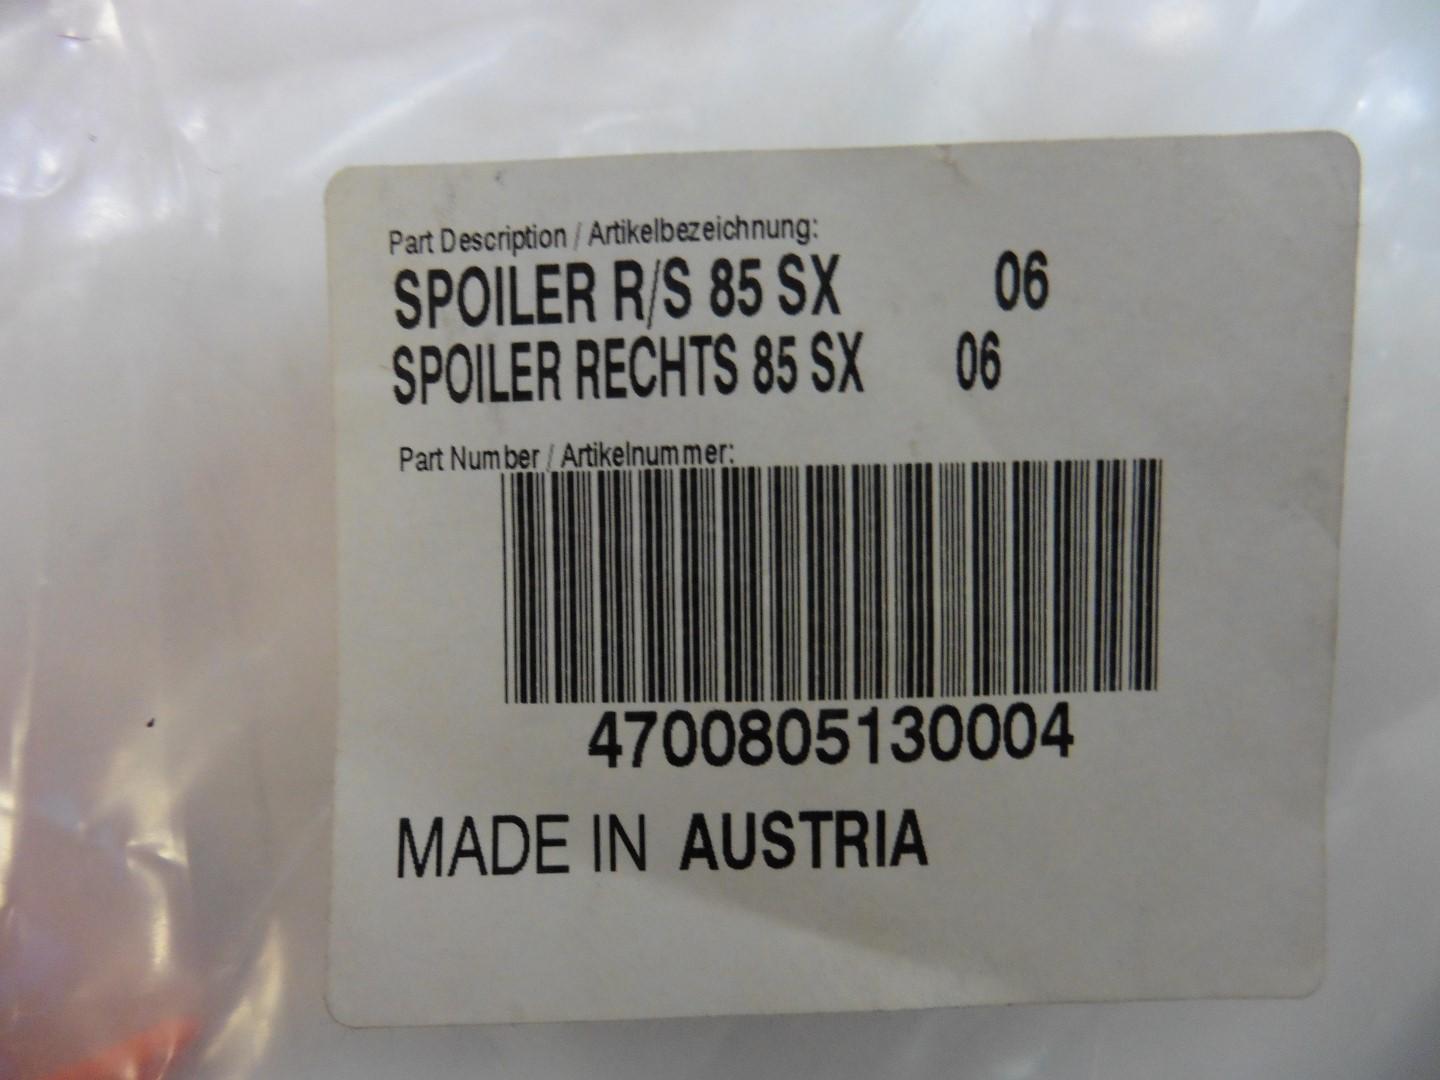 Part Description / Artikelbezeichnung:
SPOILER R/S 85 SX 06
SPOILER RECHTS 85 SX 06
Part Number / Artikelnummer:
4700805130004
MADE IN AUSTRIA